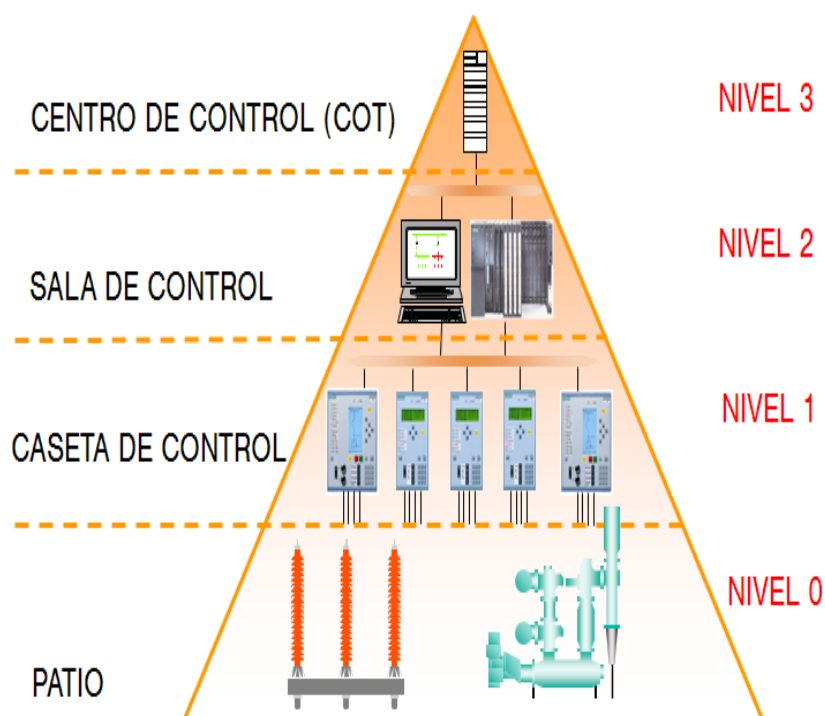 CENTRO DE CONTROL (COT)
NIVEL 3
SALA DE CONTROL
NIVEL 2
CASETA DE CONTROL
NIVEL 1
PATIO
NIVEL 0